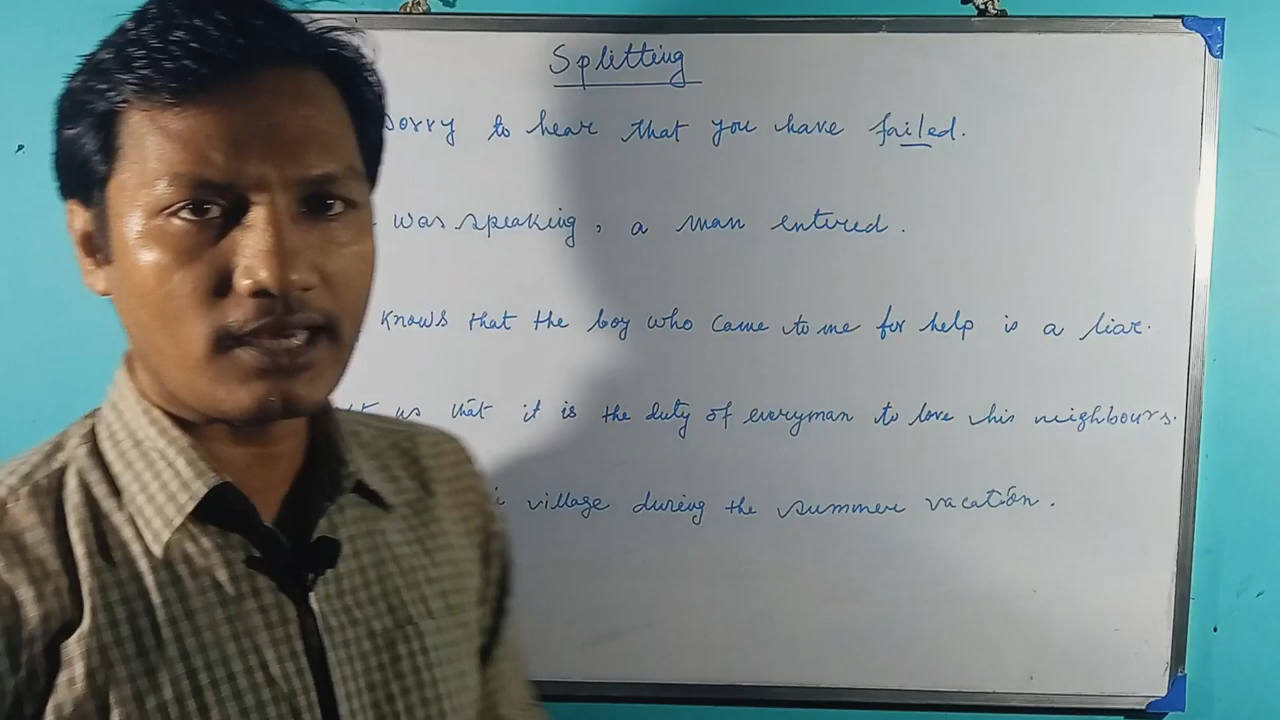 Splitting
sorry to hear that you have failed.
was speaking, a man entered.
knows that the boy who came to me for help is a liar.
us that it is the duty of everyman to love his neighbours.
village during the summer vacation.